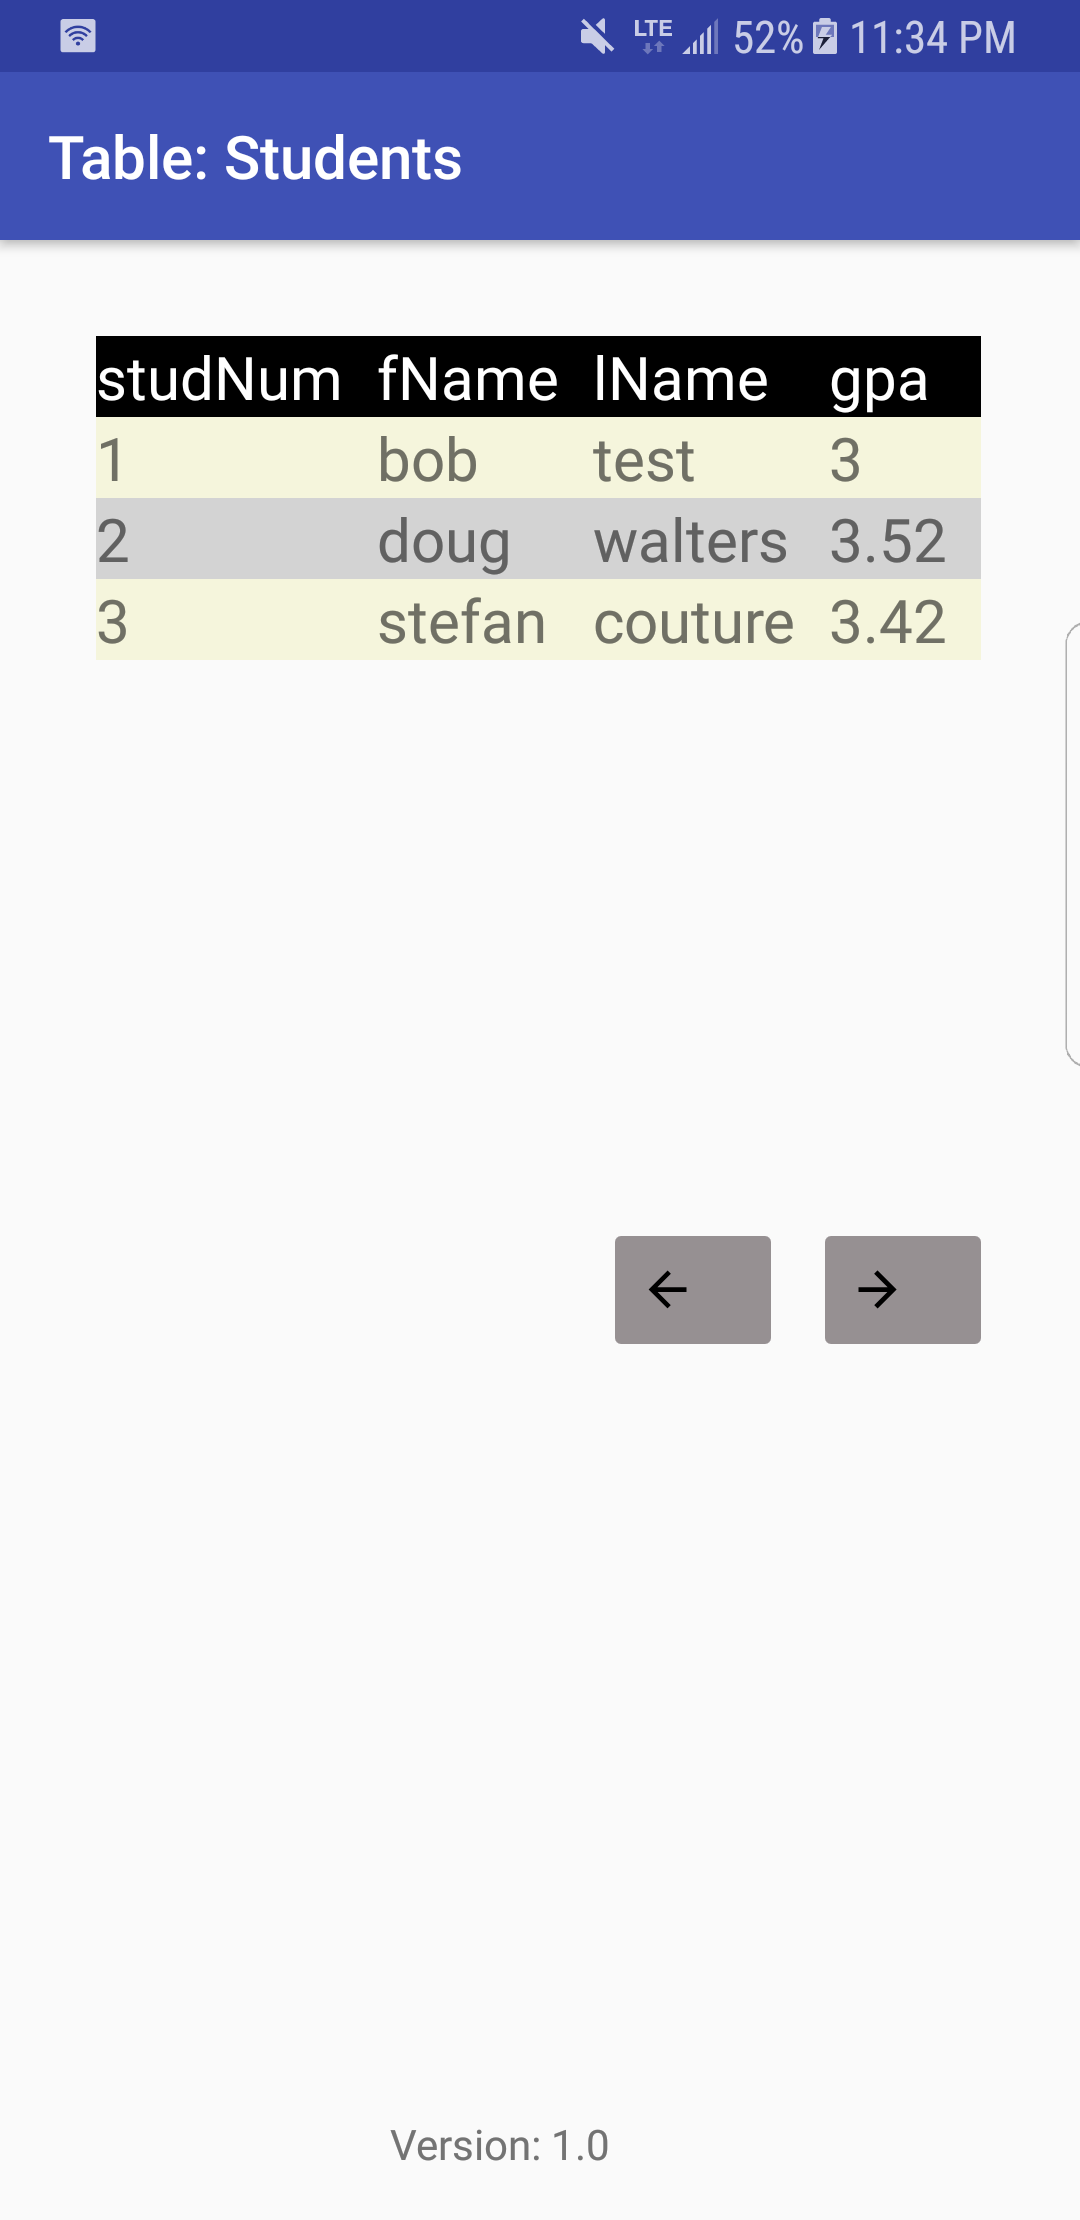 LTE 52% 11:34 PM
Table: Students
studNum fName lName gpa
1 bob test 3
2 doug walters 3.52
3 stefan couture 3.42
Version: 1.0